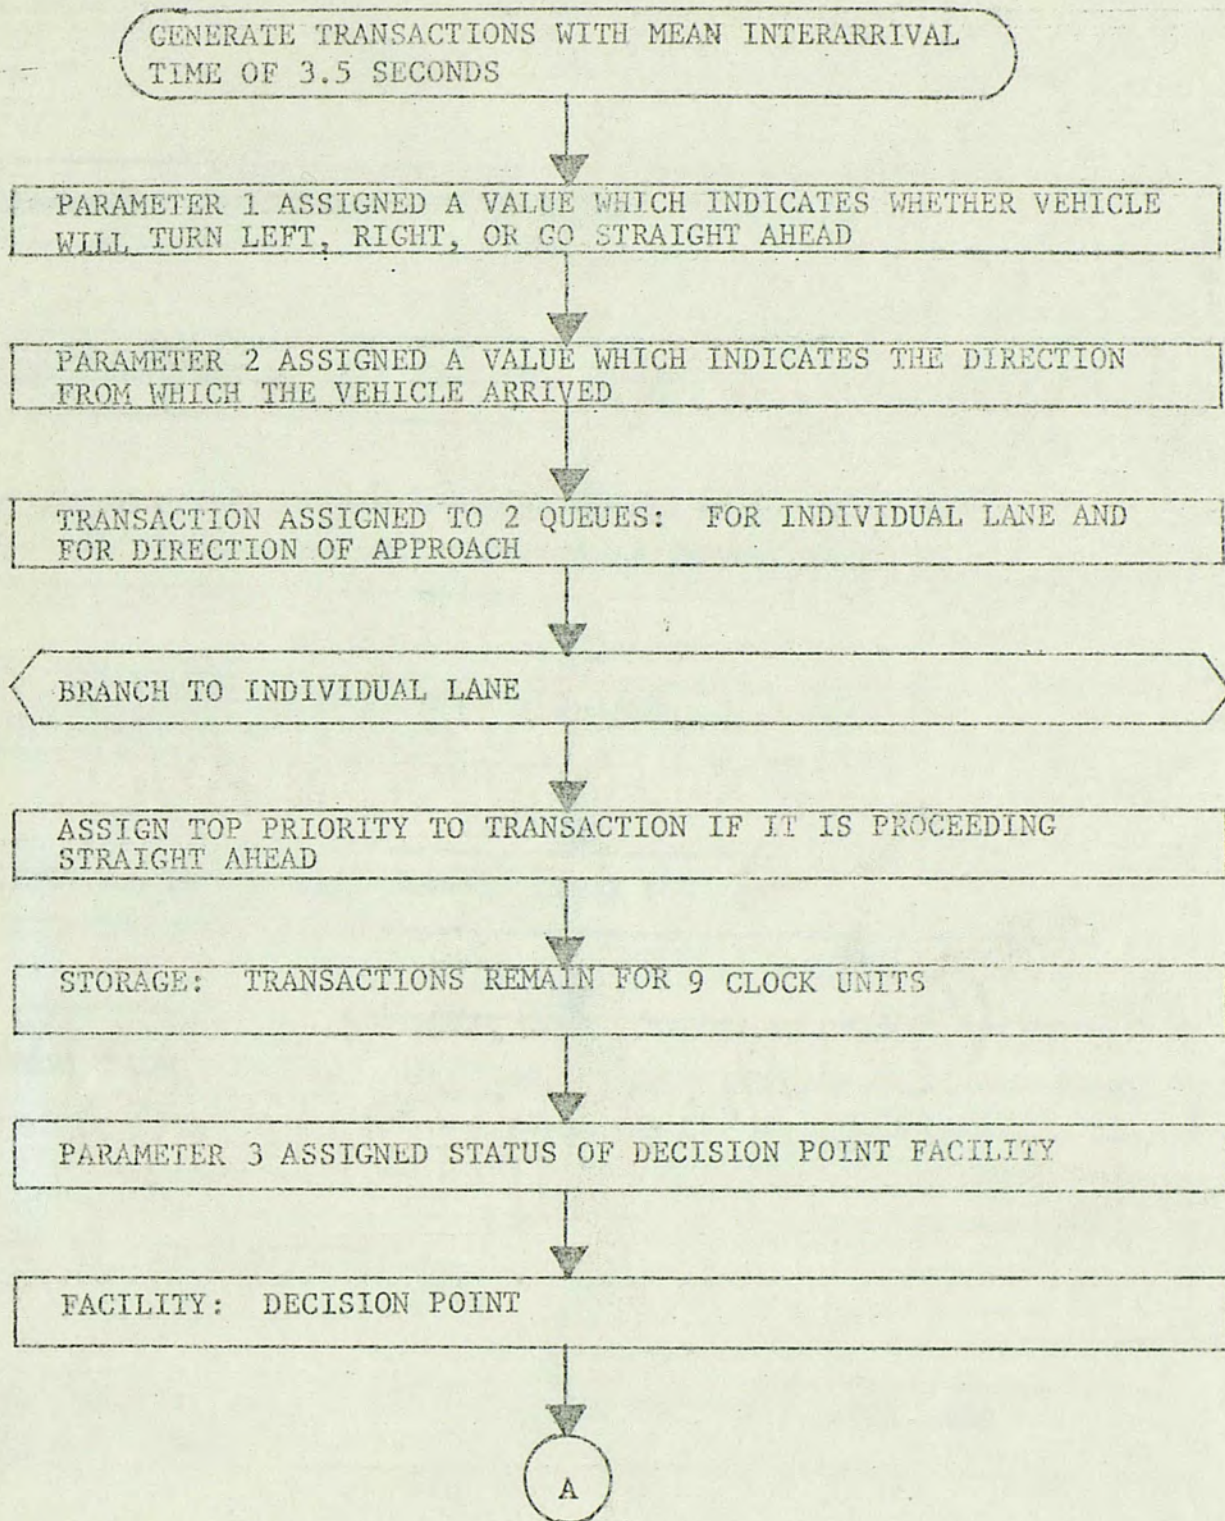 GENERATE TRANSACTIONS WITH MEAN INTERARRIVAL
TIME OF 3.5 SECONDS
PARAMETER 1 ASSIGNED A VALUE WHICH INDICATES WHETHER VEHICLE
WILL TURN LEFT, RIGHT, OR GO STRAIGHT AHEAD
PARAMETER 2 ASSIGNED A VALUE WHICH INDICATES THE DIRECTION
FROM WHICH THE VEHICLE ARRIVED
TRANSACTION ASSIGNED TO 2 QUEUES: FOR INDIVIDUAL LANE AND
FOR DIRECTION OF APPROACH
BRANCH TO INDIVIDUAL LANE
ASSIGN TOP PRIORITY TO TRANSACTION IF IT IS PROCEEDING
STRAIGHT AHEAD
STORAGE: TRANSACTIONS REMAIN FOR 9 CLOCK UNITS
PARAMETER 3 ASSIGNED STATUS OF DECISION POINT FACILITY
FACILITY: DECISION POINT
A